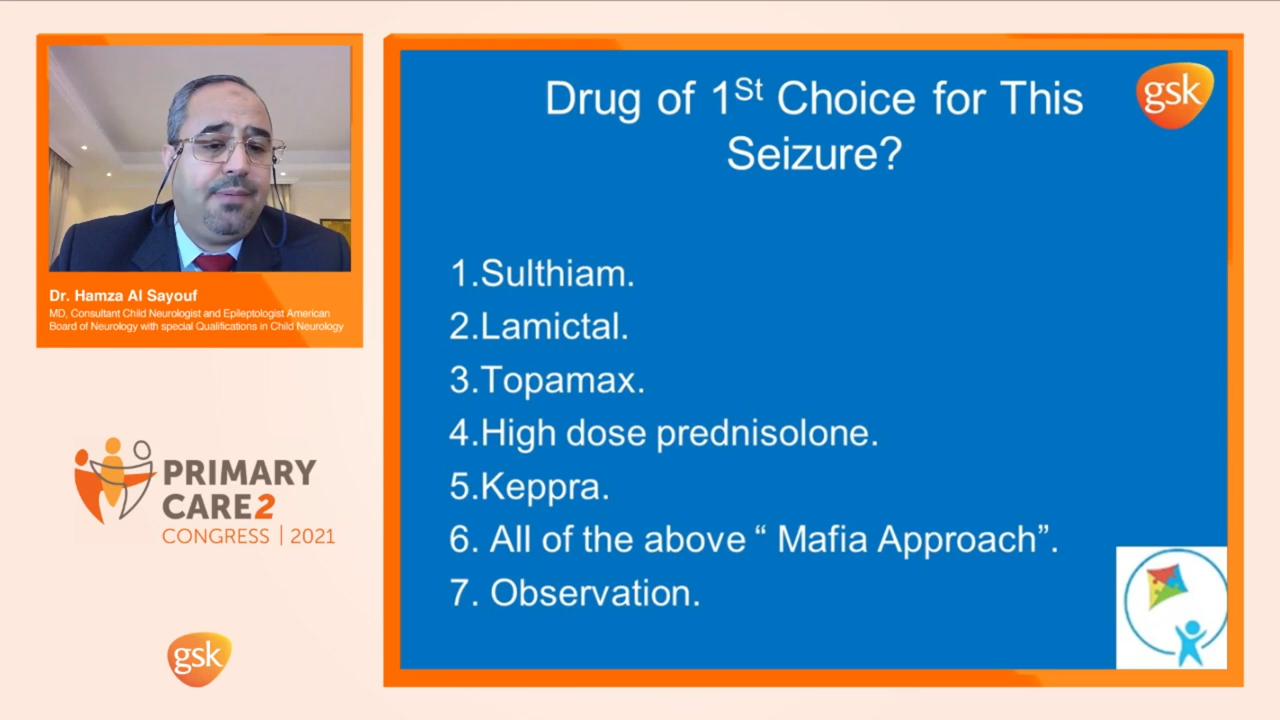 Dr. Hamza Al Sayouf
MD, Consultant Child Neurologist and Epileptologist American
Board of Neurology with special Qualifications in Child Neurology
PRIMARY
CARE2
CONGRESS | 2021
gsk
Drug of 1St Choice for This
Seizure?
gsk
1.Sulthiam.
2.Lamictal.
3.Topamax.
4.High dose prednisolone.
5.Keppra.
6. All of the above “ Mafia Approach”.
7. Observation.